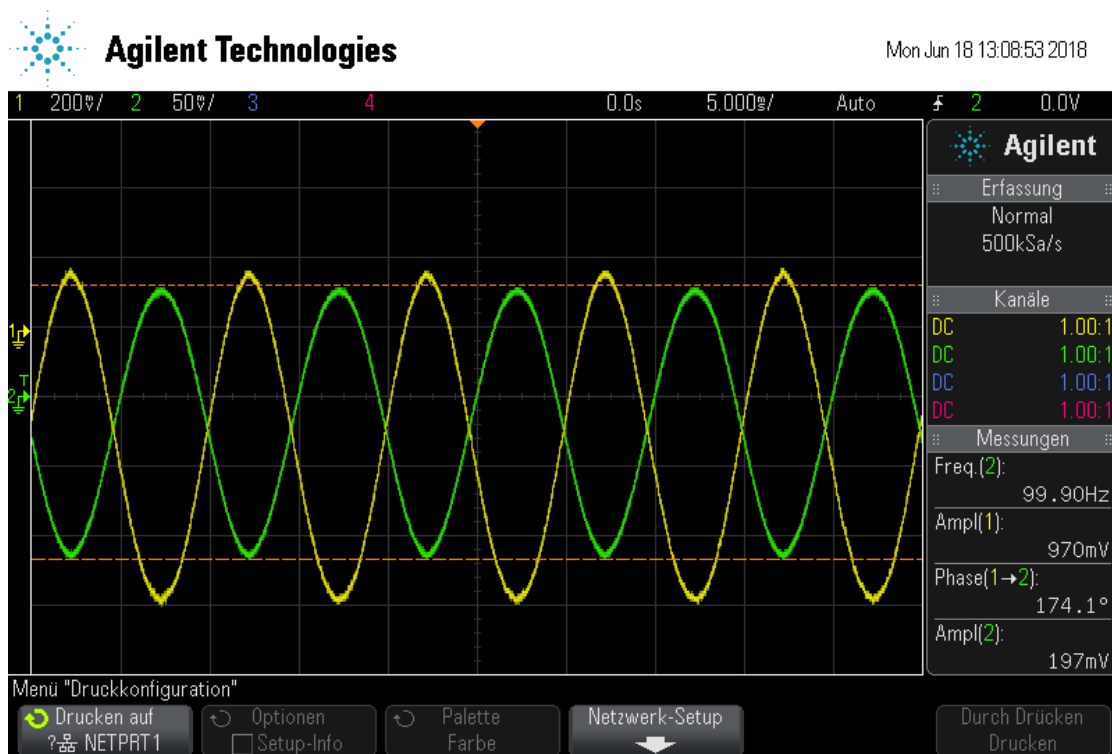 Agilent Technologies
Mon Jun 18 13:08:53 2018
1 200mV/ 2 50mV/ 3 4 0.0s 5.000ms/ Auto 2 0.0V
Agilent
Erfassung
Normal
500kSa/s
Kanäle
DC 1.00:1
DC 1.00:1
DC 1.00:1
DC 1.00:1
Messungen
Freq.(2):
99.90Hz
Ampl(1):
970mV
Phase(1→2):
174.1°
Ampl(2):
197mV
1
T
2
Menü "Druckkonfiguration"
Drucken auf
? NETPRT1
Optionen
Setup-Info
Palette
Farbe
Netzwerk-Setup
Durch Drücken
Drucken